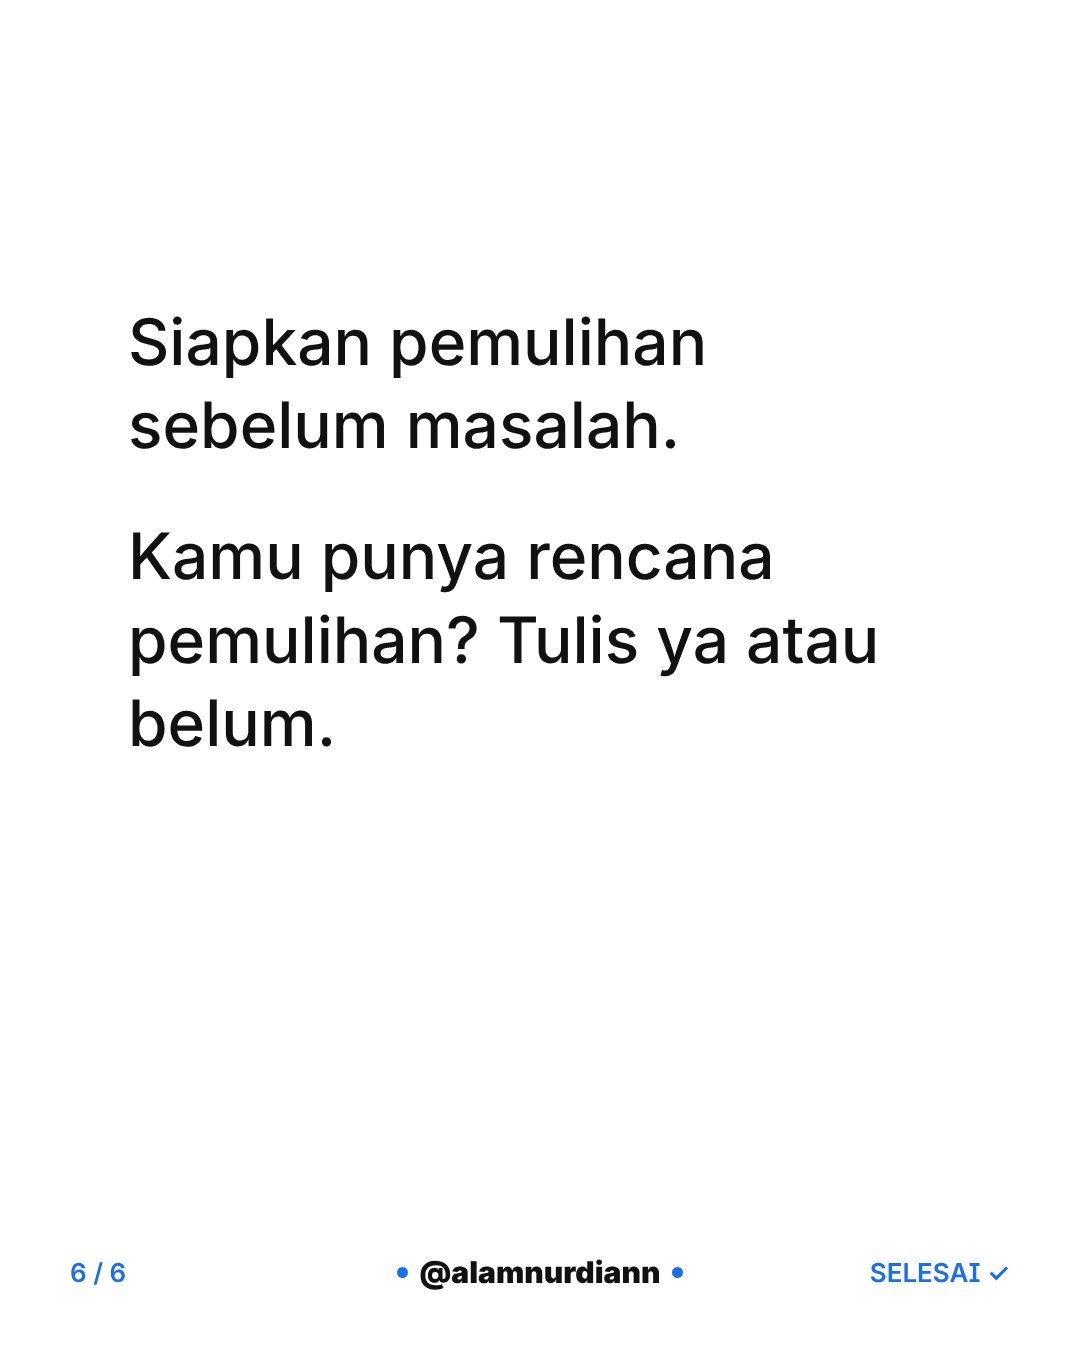 Siapkan pemulihan
sebelum masalah.
Kamu punya rencana
pemulihan? Tulis ya atau
belum.
6 / 6
• @alamnurdiann •
SELESAI ✓